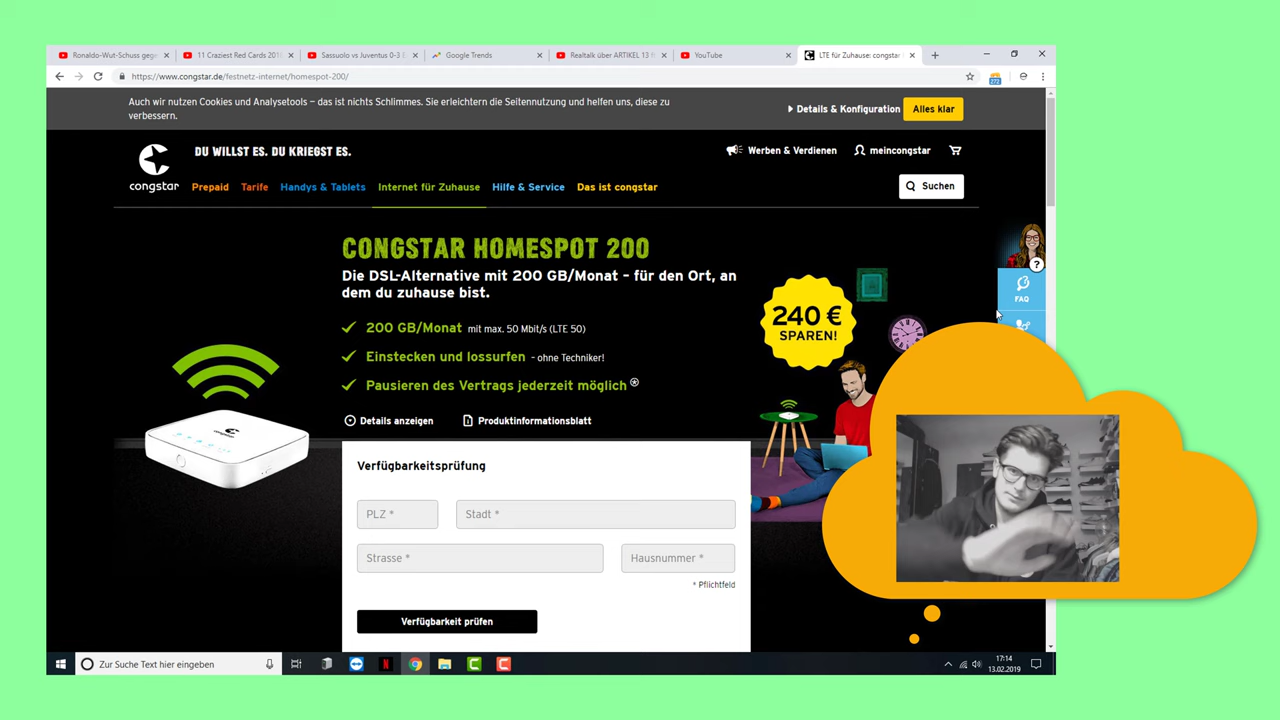 Ronaldo-Wut-Schuss gege
11 Craziest Red Cards 201
Sassuolo vs Juventus 0-3
Google Trends
Realtalk über ARTIKEL 13
YouTube
LTE für Zuhause: congstar
https://www.congstar.de/festnetz-internet/homespot-200/
272
Auch wir nutzen Cookies und Analysetools – das ist nichts Schlimmes. Sie erleichtern die Seitennutzung und helfen uns, diese zu
verbessern.
Details & Konfiguration
Alles klar
congstar
DU WILLST ES. DU KRIEGST ES.
Werben & Verdienen
meincongstar
Prepaid
Tarife
Handys & Tablets
Internet für Zuhause
Hilfe & Service
Das ist congstar
Suchen
CONGSTAR HOMESPOT 200
Die DSL-Alternative mit 200 GB/Monat – für den Ort, an
dem du zuhause bist.
200 GB/Monat mit max. 50 Mbit/s (LTE 50)
Einstecken und lossurfen - ohne Techniker!
Pausieren des Vertrags jederzeit möglich
Details anzeigen
Produktinformationsblatt
240 €
SPAREN!
?
FAQ
Verfügbarkeitsprüfung
PLZ *
Stadt *
Strasse *
Hausnummer *
* Pflichtfeld
Verfügbarkeit prüfen
Zur Suche Text hier eingeben
N
17:14
13.02.2019